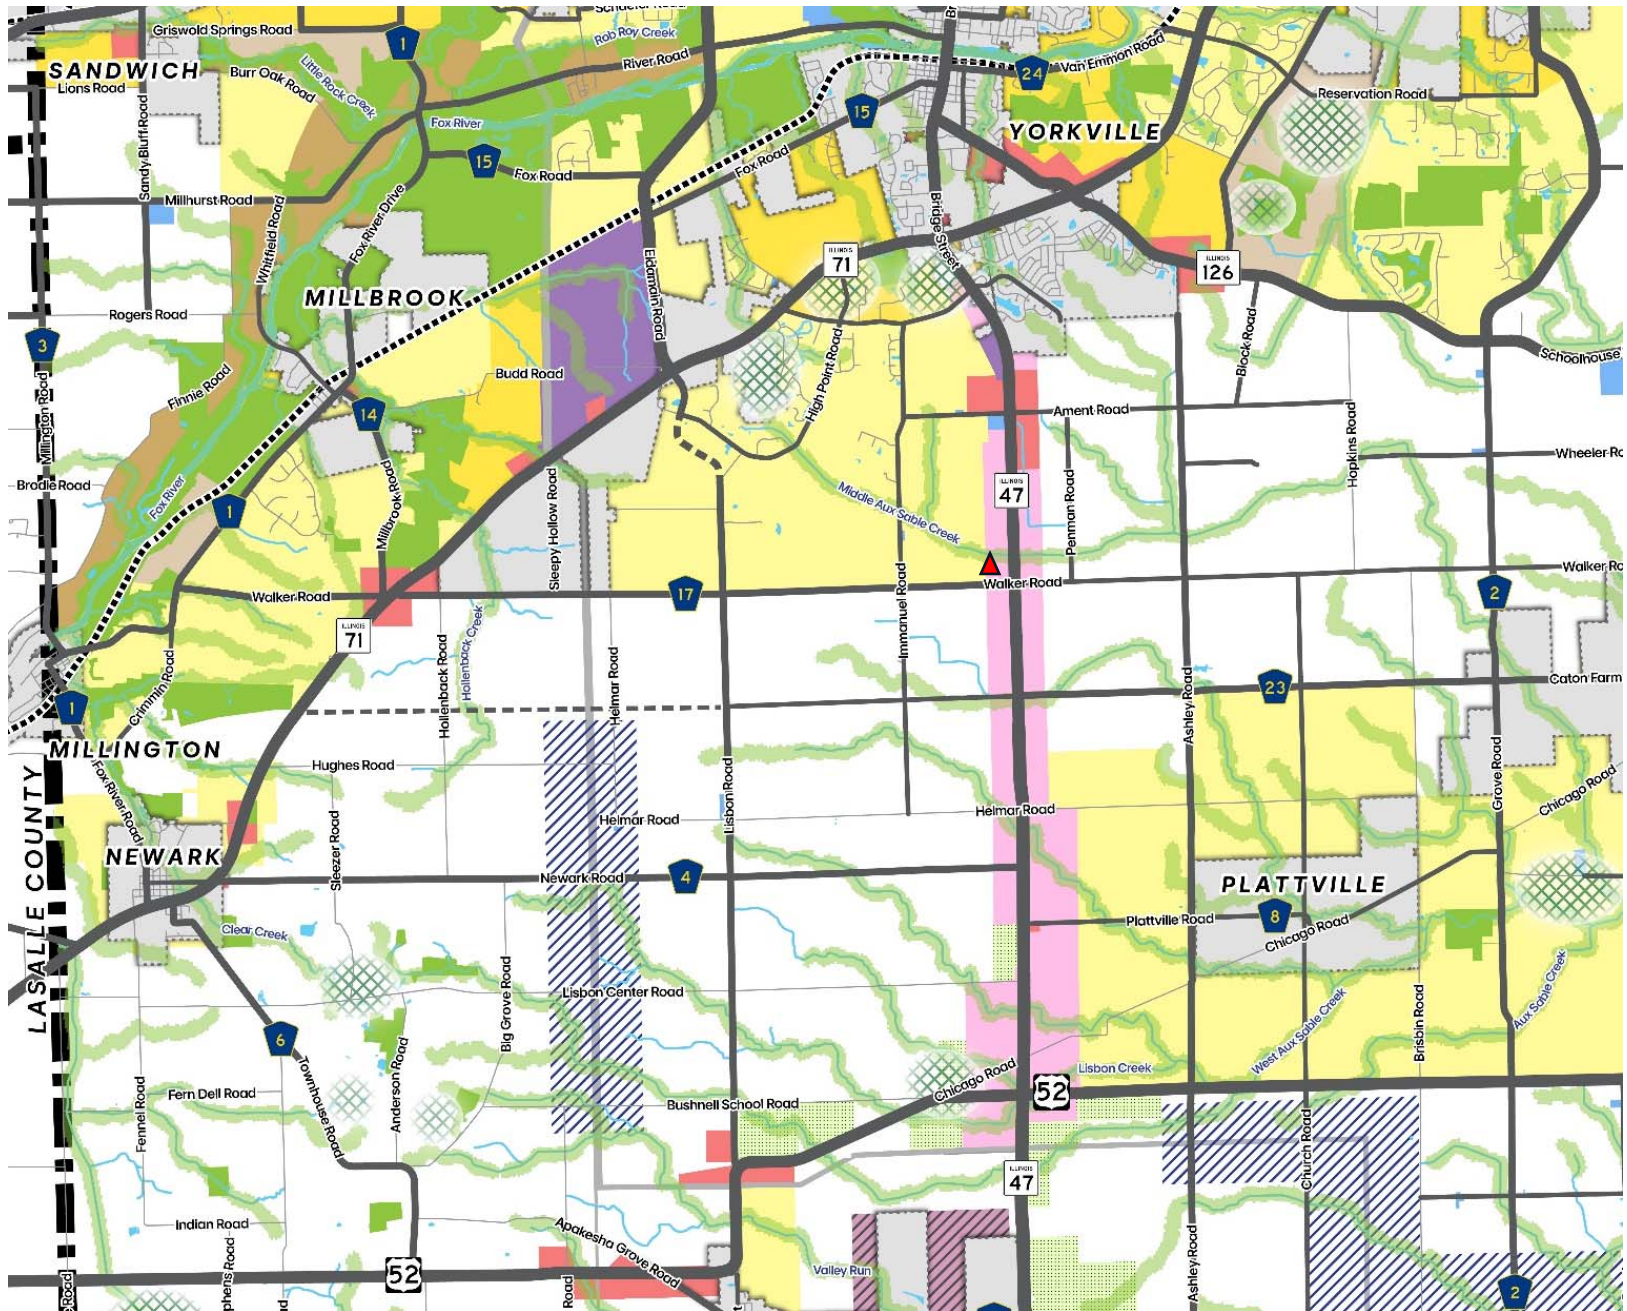 Griswold Springs Road
1
Rob Roy Creek
River Road
24
Van Emmon Road
SANDWICH
Lions Road
Burr Oak Road
Little Rock Creek
Sandy Bluff Road
Reservation Road
15
YORKVILLE
Fox River
15
Fox Road
Fox Road
Millhurst Road
Whitfield Road
Fox River Drive
Bridge Street
Eldamain Road
ILLINOIS
71
ILLINOIS
126
MILLBROOK
Rogers Road
3
Millington Road
Finnie Road
Budd Road
High Point Road
Block Road
Schoolhouse
14
Ament Road
Hopkins Road
Wheeler Ro
Brodie Road
Fox River
1
Millbrook Road
Sleepy Hollow Road
Middle Aux Sable Creek
ILLINOIS
47
Penman Road
Walker Road
17
Walker Road
Walker Ro
2
ILLINOIS
71
Hollenback Road
Hollenback Creek
Helmar Road
Immanuel Road
Crimmin Road
1
23
Caton Farm
Ashley Road
MILLINGTON
Fox River Road
Hughes Road
Lisbon Road
Helmar Road
Helmar Road
Grove Road
Chicago Road
LASALLE COUNTY
NEWARK
Sleezer Road
Newark Road
4
PLATTVILLE
Plattville Road
8
Chicago Road
Clear Creek
Big Grove Road
Lisbon Center Road
West Aux Sable Creek
Aux Sable Creek
Brisbin Road
6
Townhouse Road
Anderson Road
Fern Dell Road
Fennel Road
Bushnell School Road
Chicago Road
52
Lisbon Creek
Church Road
ILLINOIS
47
Indian Road
Apakesha Grove Road
Ashley Road
Valley Run
52
2
Road
phens Road
Road